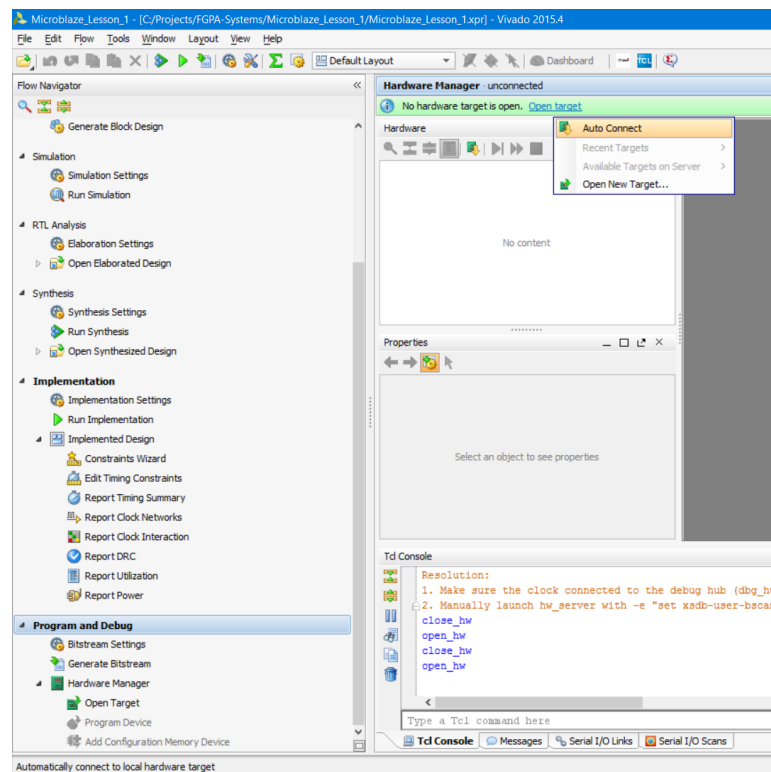 Microblaze_Lesson_1 - [C:/Projects/FGPA-Systems/Microblaze_Lesson_1/Microblaze_Lesson_1.xpr] - Vivado 2015.4
File Edit Flow Tools Window Layout View Help
Default Layout Dashboard TCL
Flow Navigator
Generate Block Design
Simulation
Simulation Settings
Run Simulation
RTL Analysis
Elaboration Settings
Open Elaborated Design
Synthesis
Synthesis Settings
Run Synthesis
Open Synthesized Design
Implementation
Implementation Settings
Run Implementation
Implemented Design
Constraints Wizard
Edit Timing Constraints
Report Timing Summary
Report Clock Networks
Report Clock Interaction
Report DRC
Report Utilization
Report Power
Program and Debug
Bitstream Settings
Generate Bitstream
Hardware Manager
Open Target
Program Device
Add Configuration Memory Device
Hardware Manager - unconnected
No hardware target is open. Open target
Hardware
Auto Connect
Recent Targets
Available Targets on Server
Open New Target...
No content
Properties
Select an object to see properties
Tcl Console
Resolution:
1. Make sure the clock connected to the debug hub (dbg_hu
2. Manually launch hw_server with -e "set xsdb-user-bscan
close_hw
open_hw
close_hw
open_hw
Type a Tcl command here
Tcl Console Messages Serial I/O Links Serial I/O Scans
Automatically connect to local hardware target